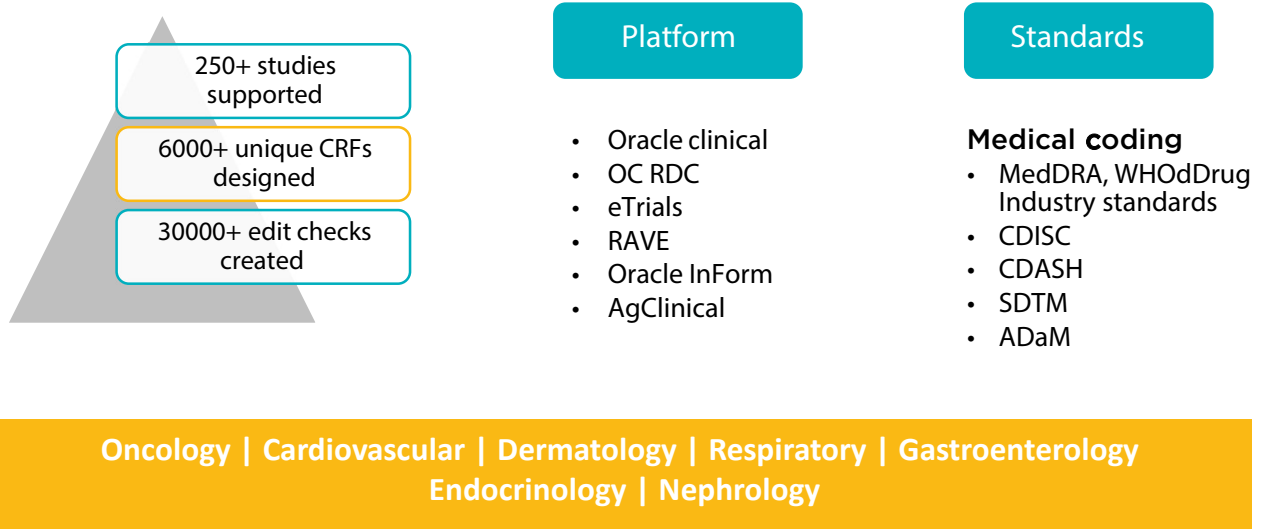 250+ studies
supported
6000+ unique CRFs
designed
30000+ edit checks
created
Platform
• Oracle clinical
• OC RDC
• eTrials
• RAVE
• Oracle InForm
• AgClinical
Standards
Medical coding
• MedDRA, WHOdDrug
Industry standards
• CDISC
• CDASH
• SDTM
• ADaM
Oncology | Cardiovascular | Dermatology | Respiratory | Gastroenterology
Endocrinology | Nephrology